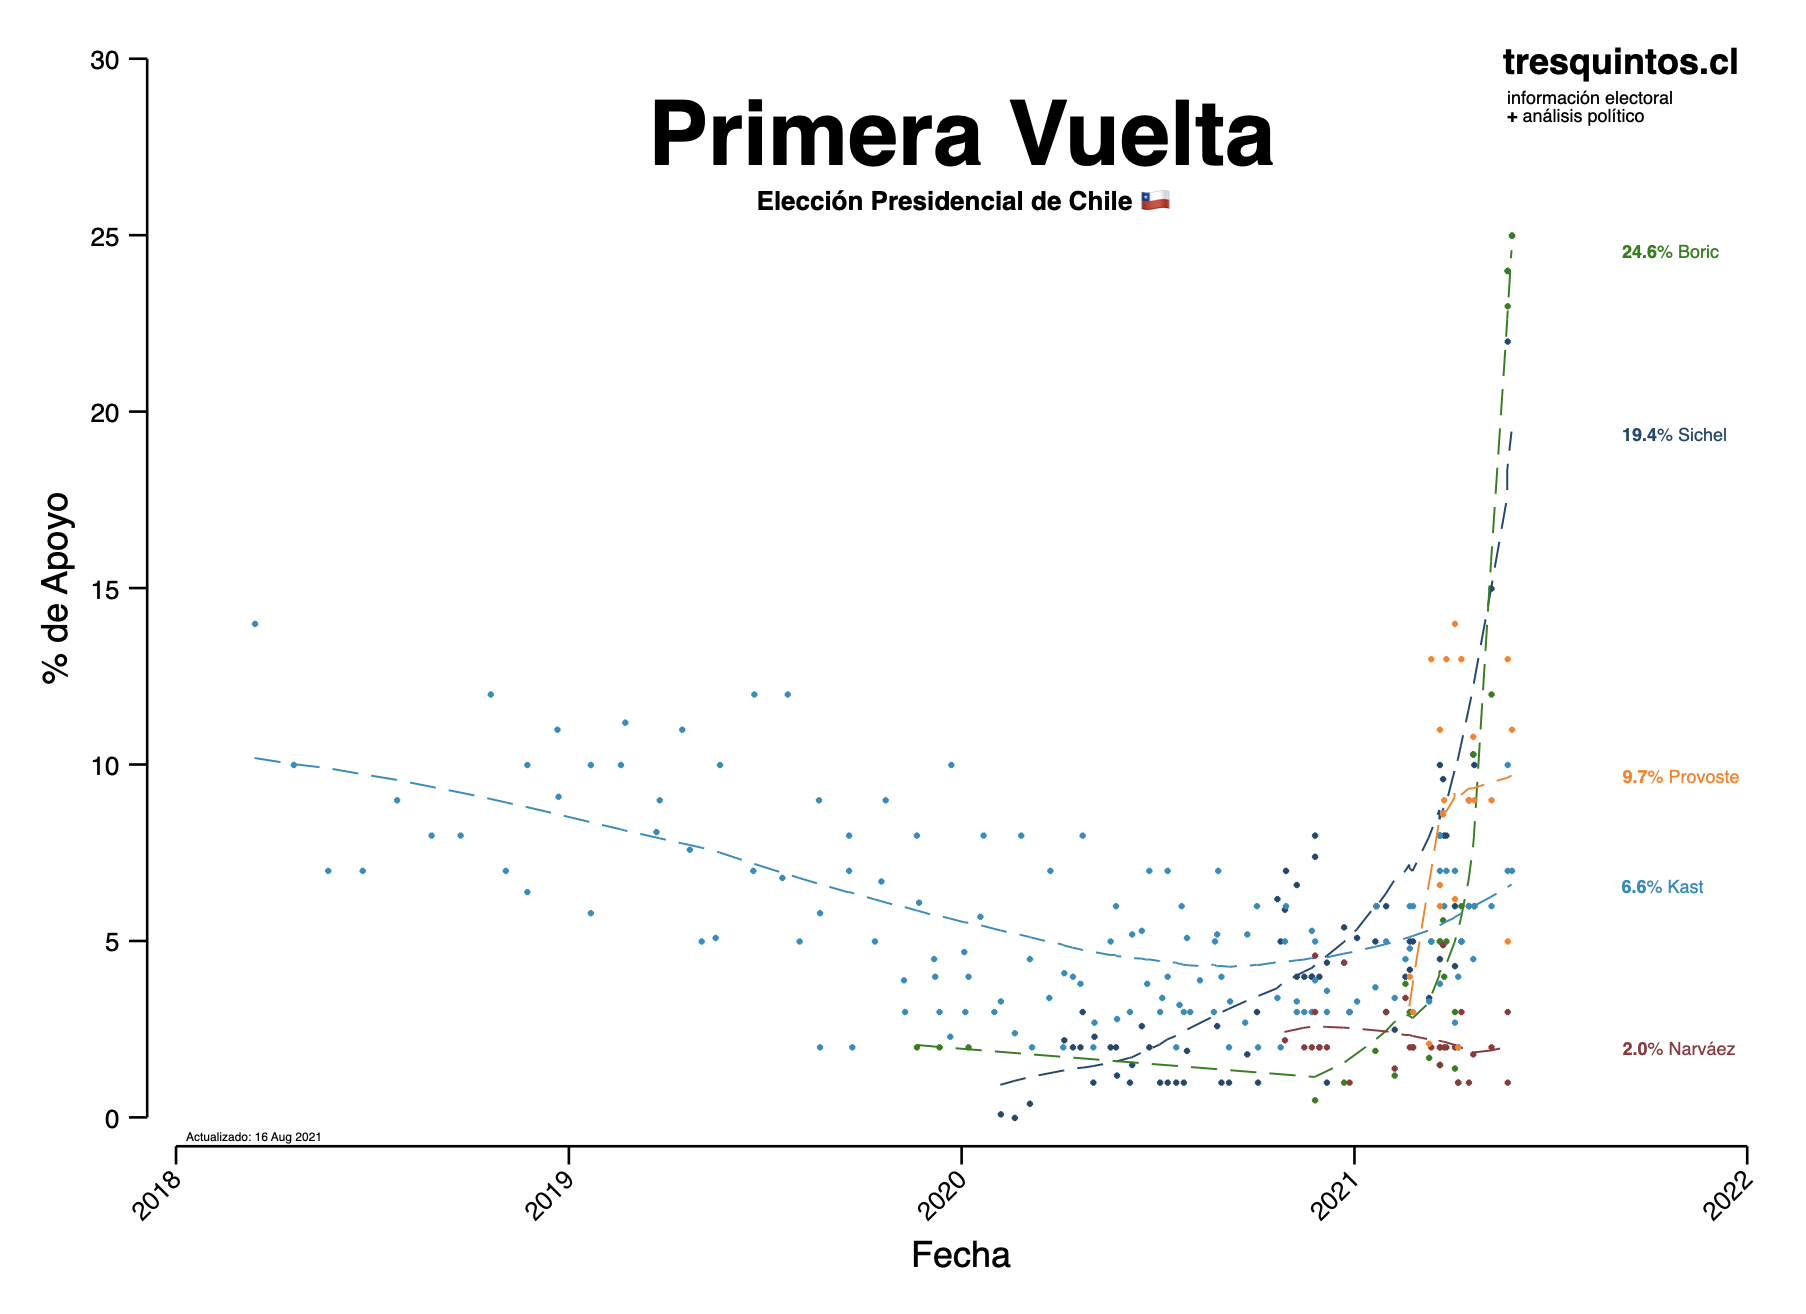 tresquintos.cl
información electoral
+ análisis político
Primera Vuelta
Elección Presidencial de Chile 🇨🇱
% de Apoyo
30
25
20
15
10
5
0
24.6% Boric
19.4% Sichel
9.7% Provoste
6.6% Kast
2.0% Narváez
Actualizado: 16 Aug 2021
2018
2019
2020
2021
2022
Fecha